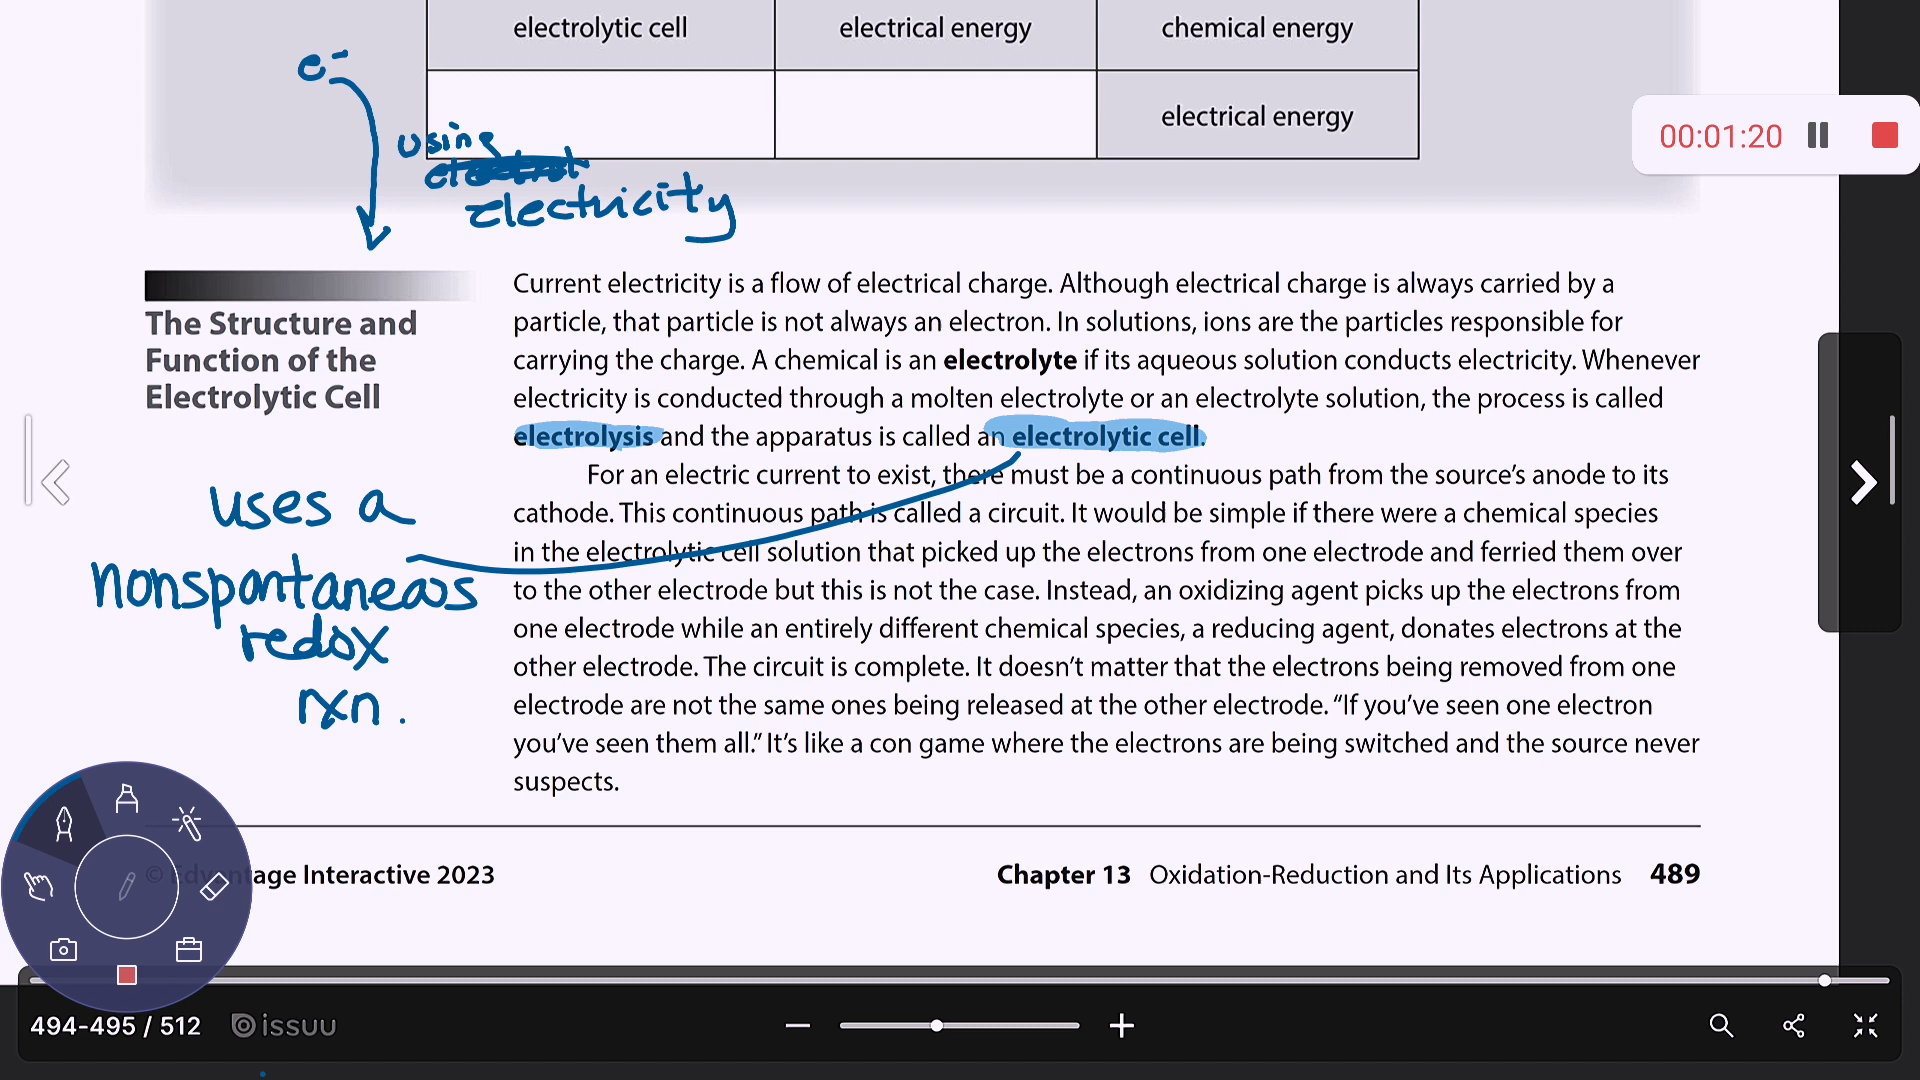 electrolytic cell electrical energy chemical energy
electrical energy
e-
using
electricity
00:01:20
The Structure and
Function of the
Electrolytic Cell
Current electricity is a flow of electrical charge. Although electrical charge is always carried by a
particle, that particle is not always an electron. In solutions, ions are the particles responsible for
carrying the charge. A chemical is an electrolyte if its aqueous solution conducts electricity. Whenever
electricity is conducted through a molten electrolyte or an electrolyte solution, the process is called
electrolysis and the apparatus is called an electrolytic cell.
For an electric current to exist, there must be a continuous path from the source’s anode to its
cathode. This continuous path is called a circuit. It would be simple if there were a chemical species
in the electrolytic cell solution that picked up the electrons from one electrode and ferried them over
to the other electrode but this is not the case. Instead, an oxidizing agent picks up the electrons from
one electrode while an entirely different chemical species, a reducing agent, donates electrons at the
other electrode. The circuit is complete. It doesn’t matter that the electrons being removed from one
electrode are not the same ones being released at the other electrode. “If you’ve seen one electron
you’ve seen them all.” It’s like a con game where the electrons are being switched and the source never
suspects.
uses a
nonspontaneous
redox
rxn.
© Edvantage Interactive 2023
Chapter 13 Oxidation-Reduction and Its Applications 489
494-495 / 512 issuu